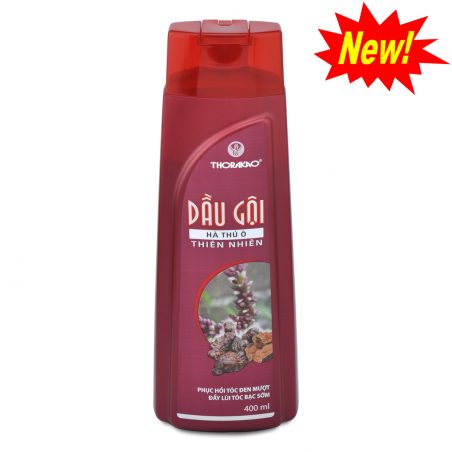 New!
THORAKAO®
DẦU GỘI
HÀ THỦ Ô
THIÊN NHIÊN
PHỤC HỒI TÓC ĐEN MƯỢT
ĐẨY LÙI TÓC BẠC SỚM
400 ml